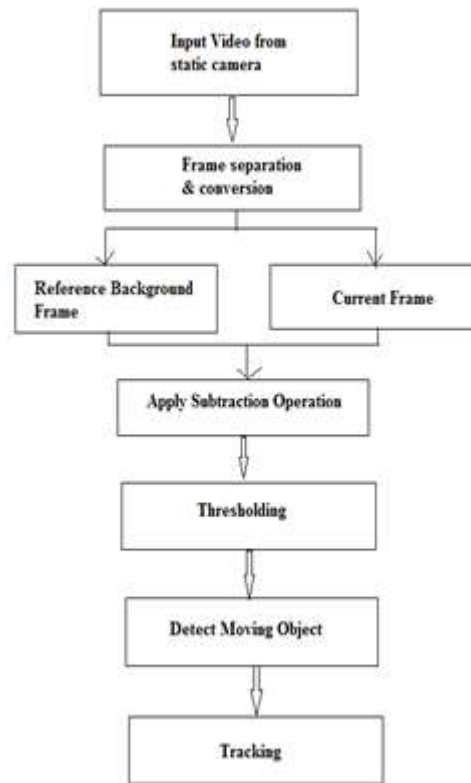 Input Video from
static camera
Frame separation
& conversion
Reference Background
Frame
Current Frame
Apply Subtraction Operation
Thresholding
Detect Moving Object
Tracking